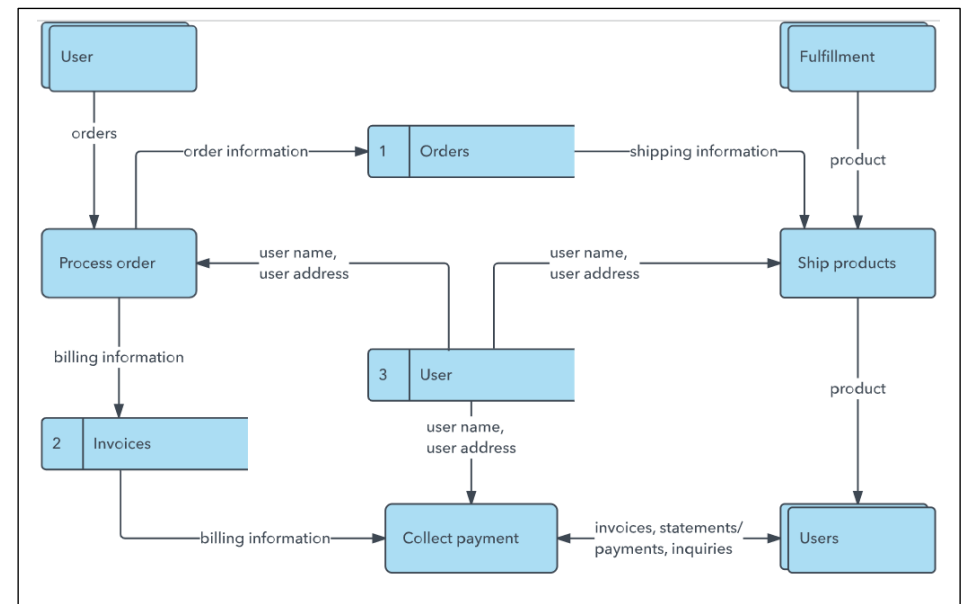 User
Fulfillment
orders
order information
1
Orders
shipping information
product
Process order
user name,
user address
user name,
user address
Ship products
billing information
3
User
product
2
Invoices
user name,
user address
billing information
Collect payment
invoices, statements/
payments, inquiries
Users